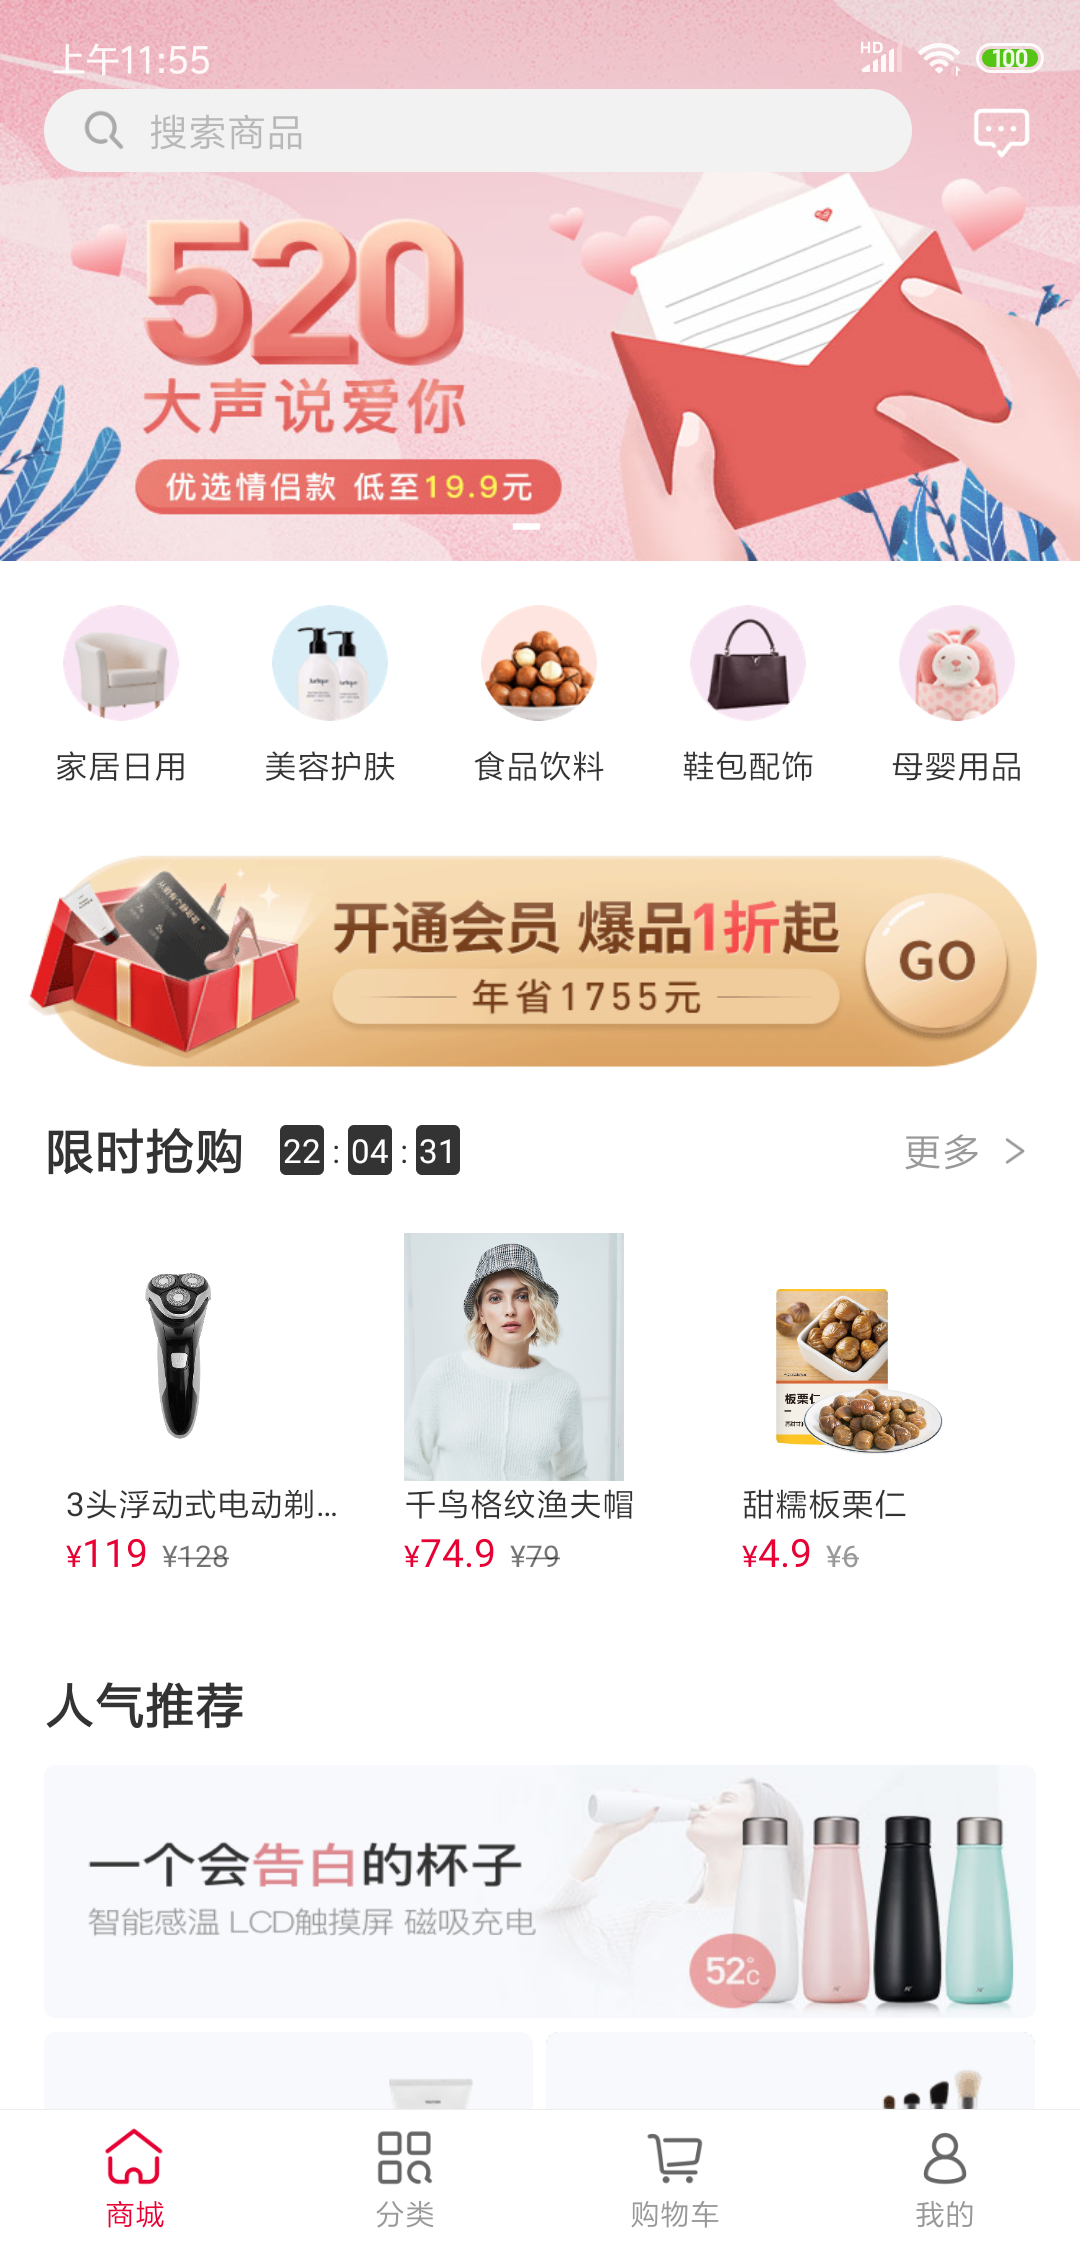 上午11:55
HD
100
搜索商品
520
大声说爱你
优选情侣款 低至19.9元
家居日用
美容护肤
食品饮料
鞋包配饰
母婴用品
开通会员 爆品1折起
年省1755元
GO
限时抢购
22:04:31
更多 >
板栗仁
3头浮动式电动剃...
千鸟格纹渔夫帽
甜糯板栗仁
¥119 ¥128
¥74.9 ¥79
¥4.9 ¥6
人气推荐
一个会告白的杯子
智能感温 LCD触摸屏 磁吸充电
52°C
商城
分类
购物车
我的